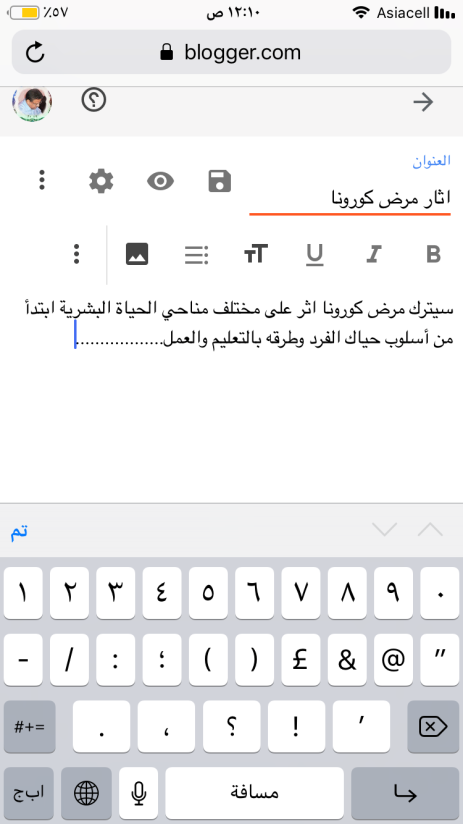 ٪٥٧ ١٢:١٠ ص Asiacell
blogger.com
العنوان
اثار مرض كورونا
B I U TT
سيترك مرض كورونا اثر على مختلف مناحي الحياة البشرية ابتدأ
من أسلوب حياك الفرد وطرقه بالتعليم والعمل..................
تم
١ ٢ ٣ ٤ ٥ ٦ ٧ ٨ ٩ ٠
- / : ؛ ( ) £ & @ "
#+= . ، ؟ ! ’
اب ج مسافة